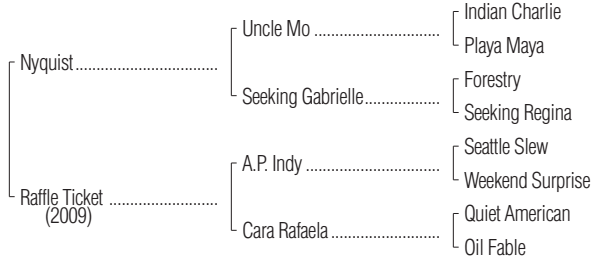 Indian Charlie
Uncle Mo ..............................
Playa Maya
Nyquist..................................
Forestry
Seeking Gabrielle..................
Seeking Regina
Seattle Slew
A.P. Indy ................................
Weekend Surprise
Raffle Ticket ..........................
(2009)
Quiet American
Cara Rafaela..........................
Oil Fable